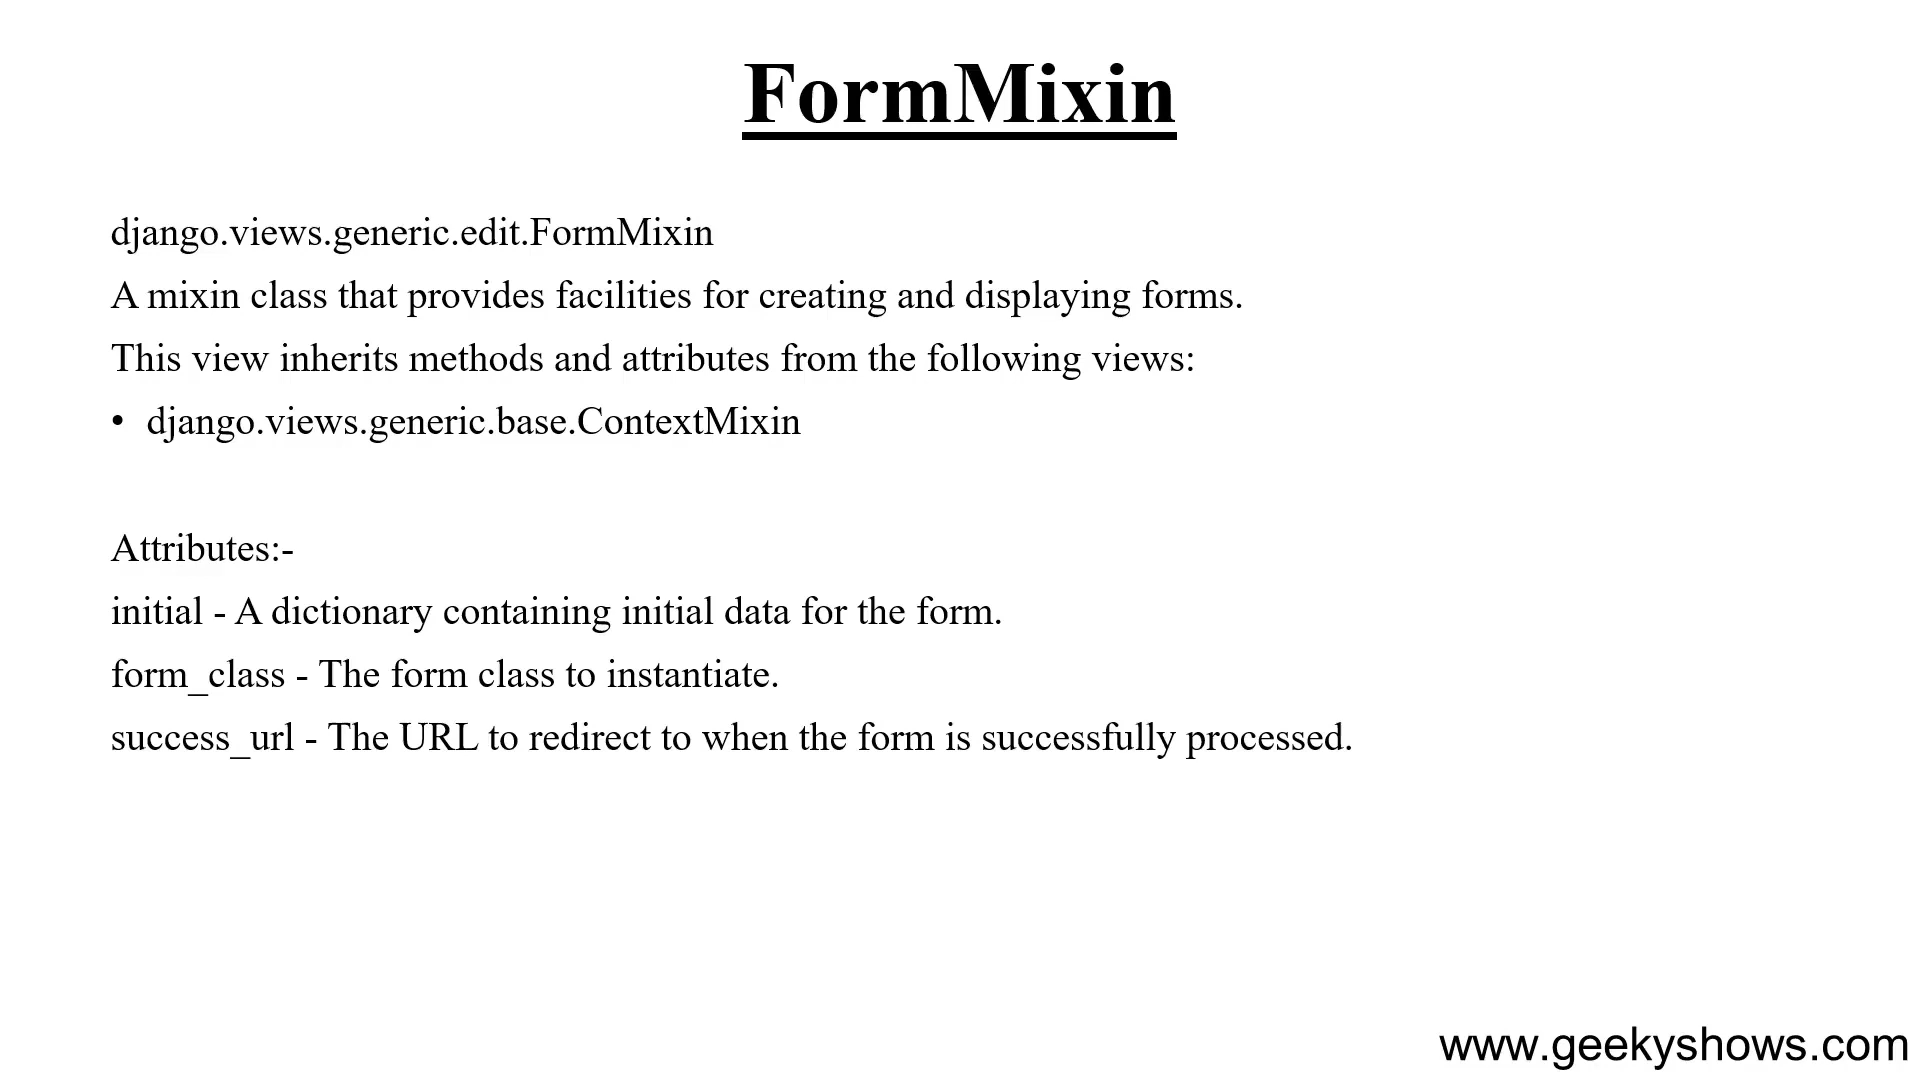 FormMixin
django.views.generic.edit.FormMixin
A mixin class that provides facilities for creating and displaying forms.
This view inherits methods and attributes from the following views:
• django.views.generic.base.ContextMixin
Attributes:-
initial - A dictionary containing initial data for the form.
form_class - The form class to instantiate.
success_url - The URL to redirect to when the form is successfully processed.
www.geekyshows.com